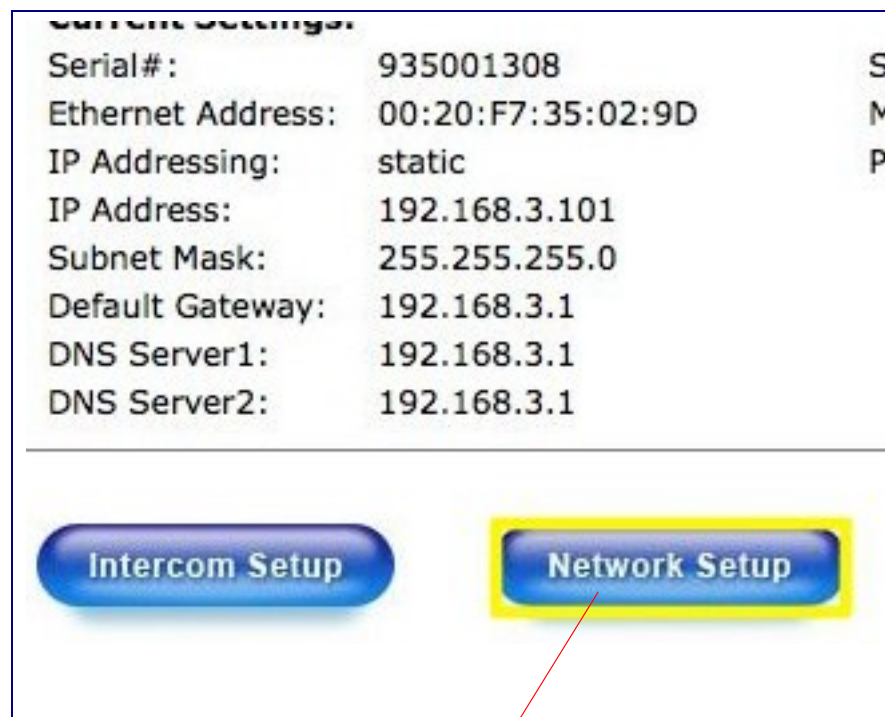 Current Settings:
Serial#: 935001308 S
Ethernet Address: 00:20:F7:35:02:9D M
IP Addressing: static P
IP Address: 192.168.3.101
Subnet Mask: 255.255.255.0
Default Gateway: 192.168.3.1
DNS Server1: 192.168.3.1
DNS Server2: 192.168.3.1
Intercom Setup Network Setup